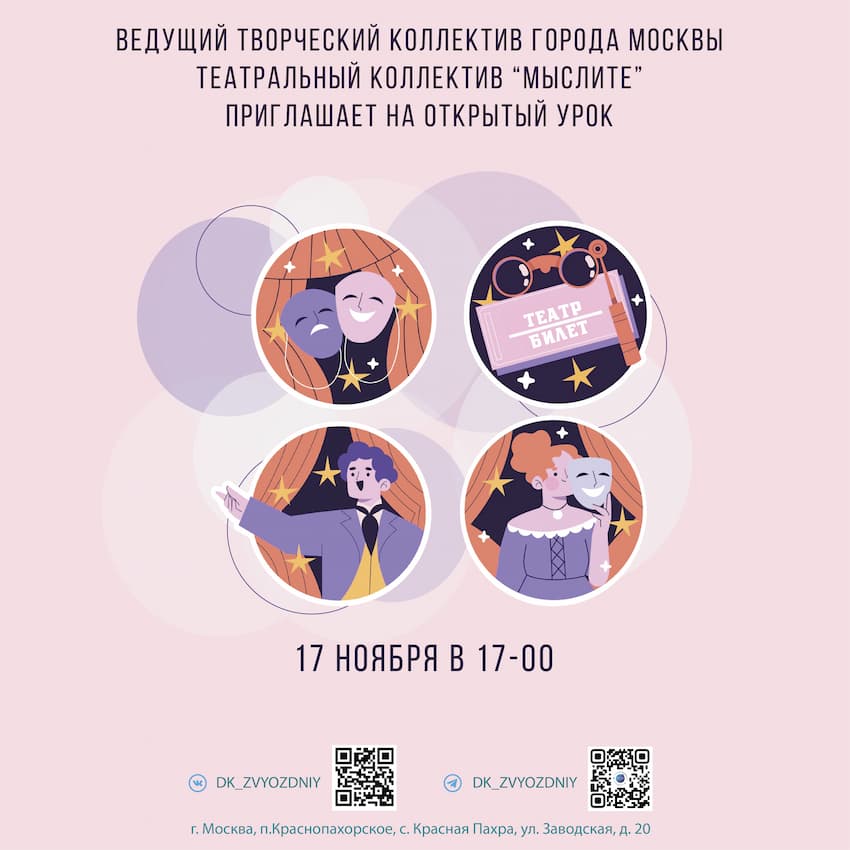 ВЕДУЩИЙ ТВОРЧЕСКИЙ КОЛЛЕКТИВ ГОРОДА МОСКВЫ
ТЕАТРАЛЬНЫЙ КОЛЛЕКТИВ “МЫСЛИТЕ”
ПРИГЛАШАЕТ НА ОТКРЫТЫЙ УРОК
ТЕАТР
БИЛЕТ
17 НОЯБРЯ В 17-00
DK_ZVYOZDNIY
DK_ZVYOZDNIY
г. Москва, п.Краснопахорское, с. Красная Пахра, ул. Заводская, д. 20